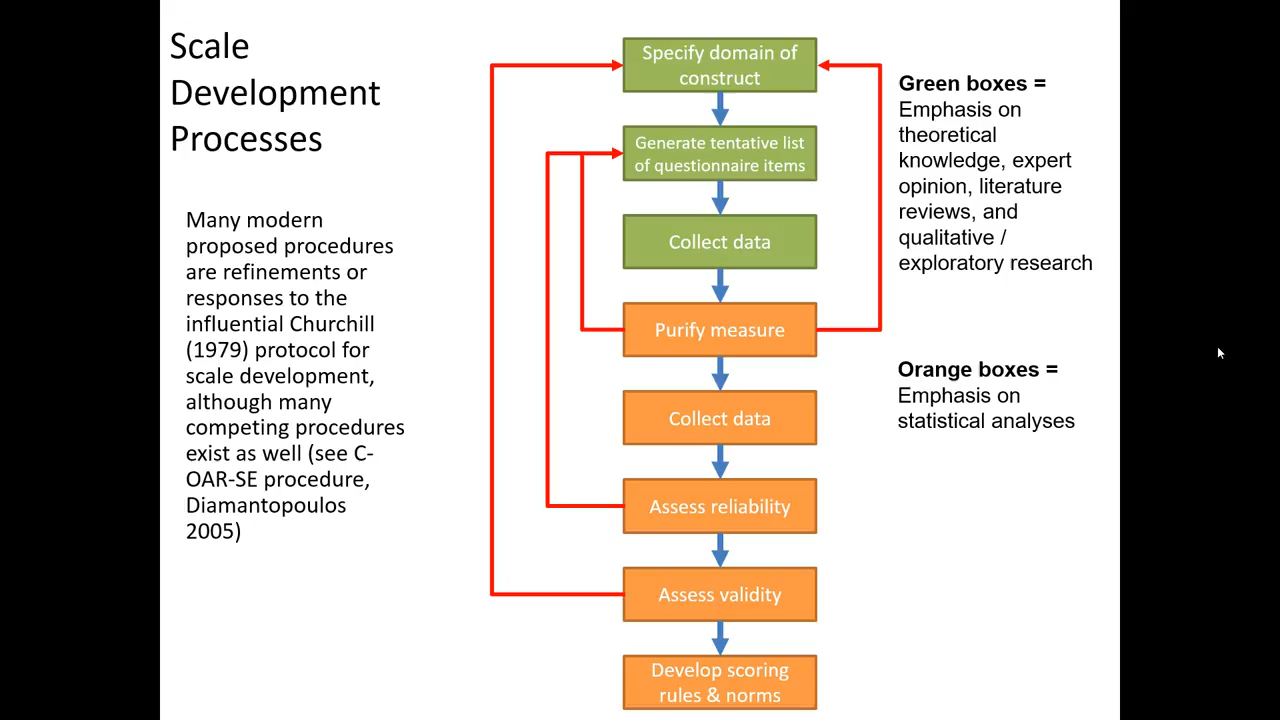 Scale
Development
Processes
Many modern
proposed procedures
are refinements or
responses to the
influential Churchill
(1979) protocol for
scale development,
although many
competing procedures
exist as well (see C-
OAR-SE procedure,
Diamantopoulos
2005)
Specify domain of
construct
Generate tentative list
of questionnaire items
Collect data
Purify measure
Collect data
Assess reliability
Assess validity
Develop scoring
rules & norms
Green boxes =
Emphasis on
theoretical
knowledge, expert
opinion, literature
reviews, and
qualitative /
exploratory research
Orange boxes =
Emphasis on
statistical analyses